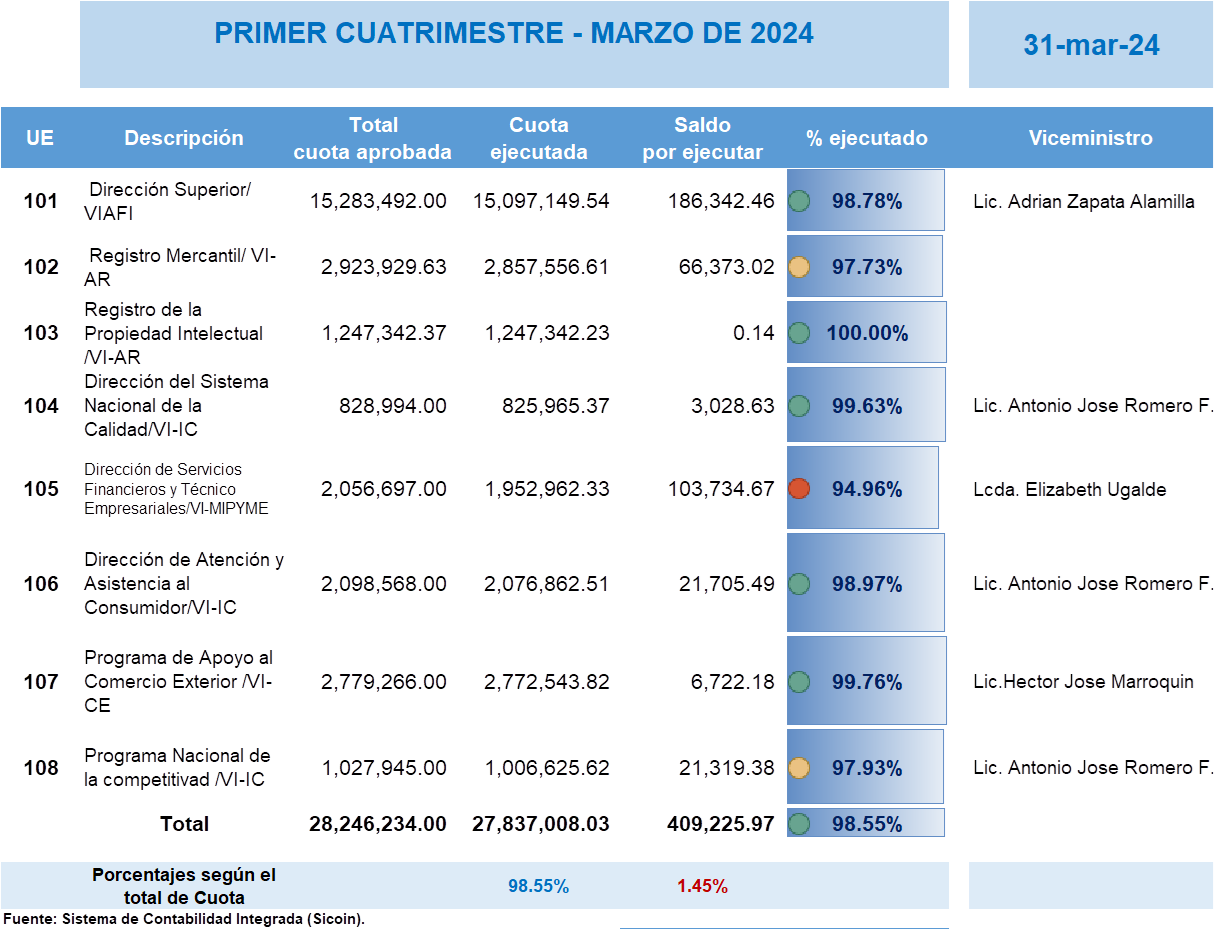 PRIMER CUATRIMESTRE - MARZO DE 2024
31-mar-24
UE
Descripción
Total
cuota aprobada
Cuota
ejecutada
Saldo
por ejecutar
% ejecutado
Viceministro
101
Dirección Superior/
VIAFI
15,283,492.00
15,097,149.54
186,342.46
98.78%
Lic. Adrian Zapata Alamilla
102
Registro Mercantil/ VI-
AR
2,923,929.63
2,857,556.61
66,373.02
97.73%
103
Registro de la
Propiedad Intelectual
/VI-AR
1,247,342.37
1,247,342.23
0.14
100.00%
104
Dirección del Sistema
Nacional de la
Calidad/VI-IC
828,994.00
825,965.37
3,028.63
99.63%
Lic. Antonio Jose Romero F.
105
Dirección de Servicios
Financieros y Técnico
Empresariales/VI-MIPYME
2,056,697.00
1,952,962.33
103,734.67
94.96%
Lcda. Elizabeth Ugalde
106
Dirección de Atención y
Asistencia al
Consumidor/VI-IC
2,098,568.00
2,076,862.51
21,705.49
98.97%
Lic. Antonio Jose Romero F.
107
Programa de Apoyo al
Comercio Exterior /VI-
CE
2,779,266.00
2,772,543.82
6,722.18
99.76%
Lic.Hector Jose Marroquin
108
Programa Nacional de
la competitivad /VI-IC
1,027,945.00
1,006,625.62
21,319.38
97.93%
Lic. Antonio Jose Romero F.
Total
28,246,234.00
27,837,008.03
409,225.97
98.55%
Porcentajes según el
total de Cuota
98.55%
1.45%
Fuente: Sistema de Contabilidad Integrada (Sicoin).